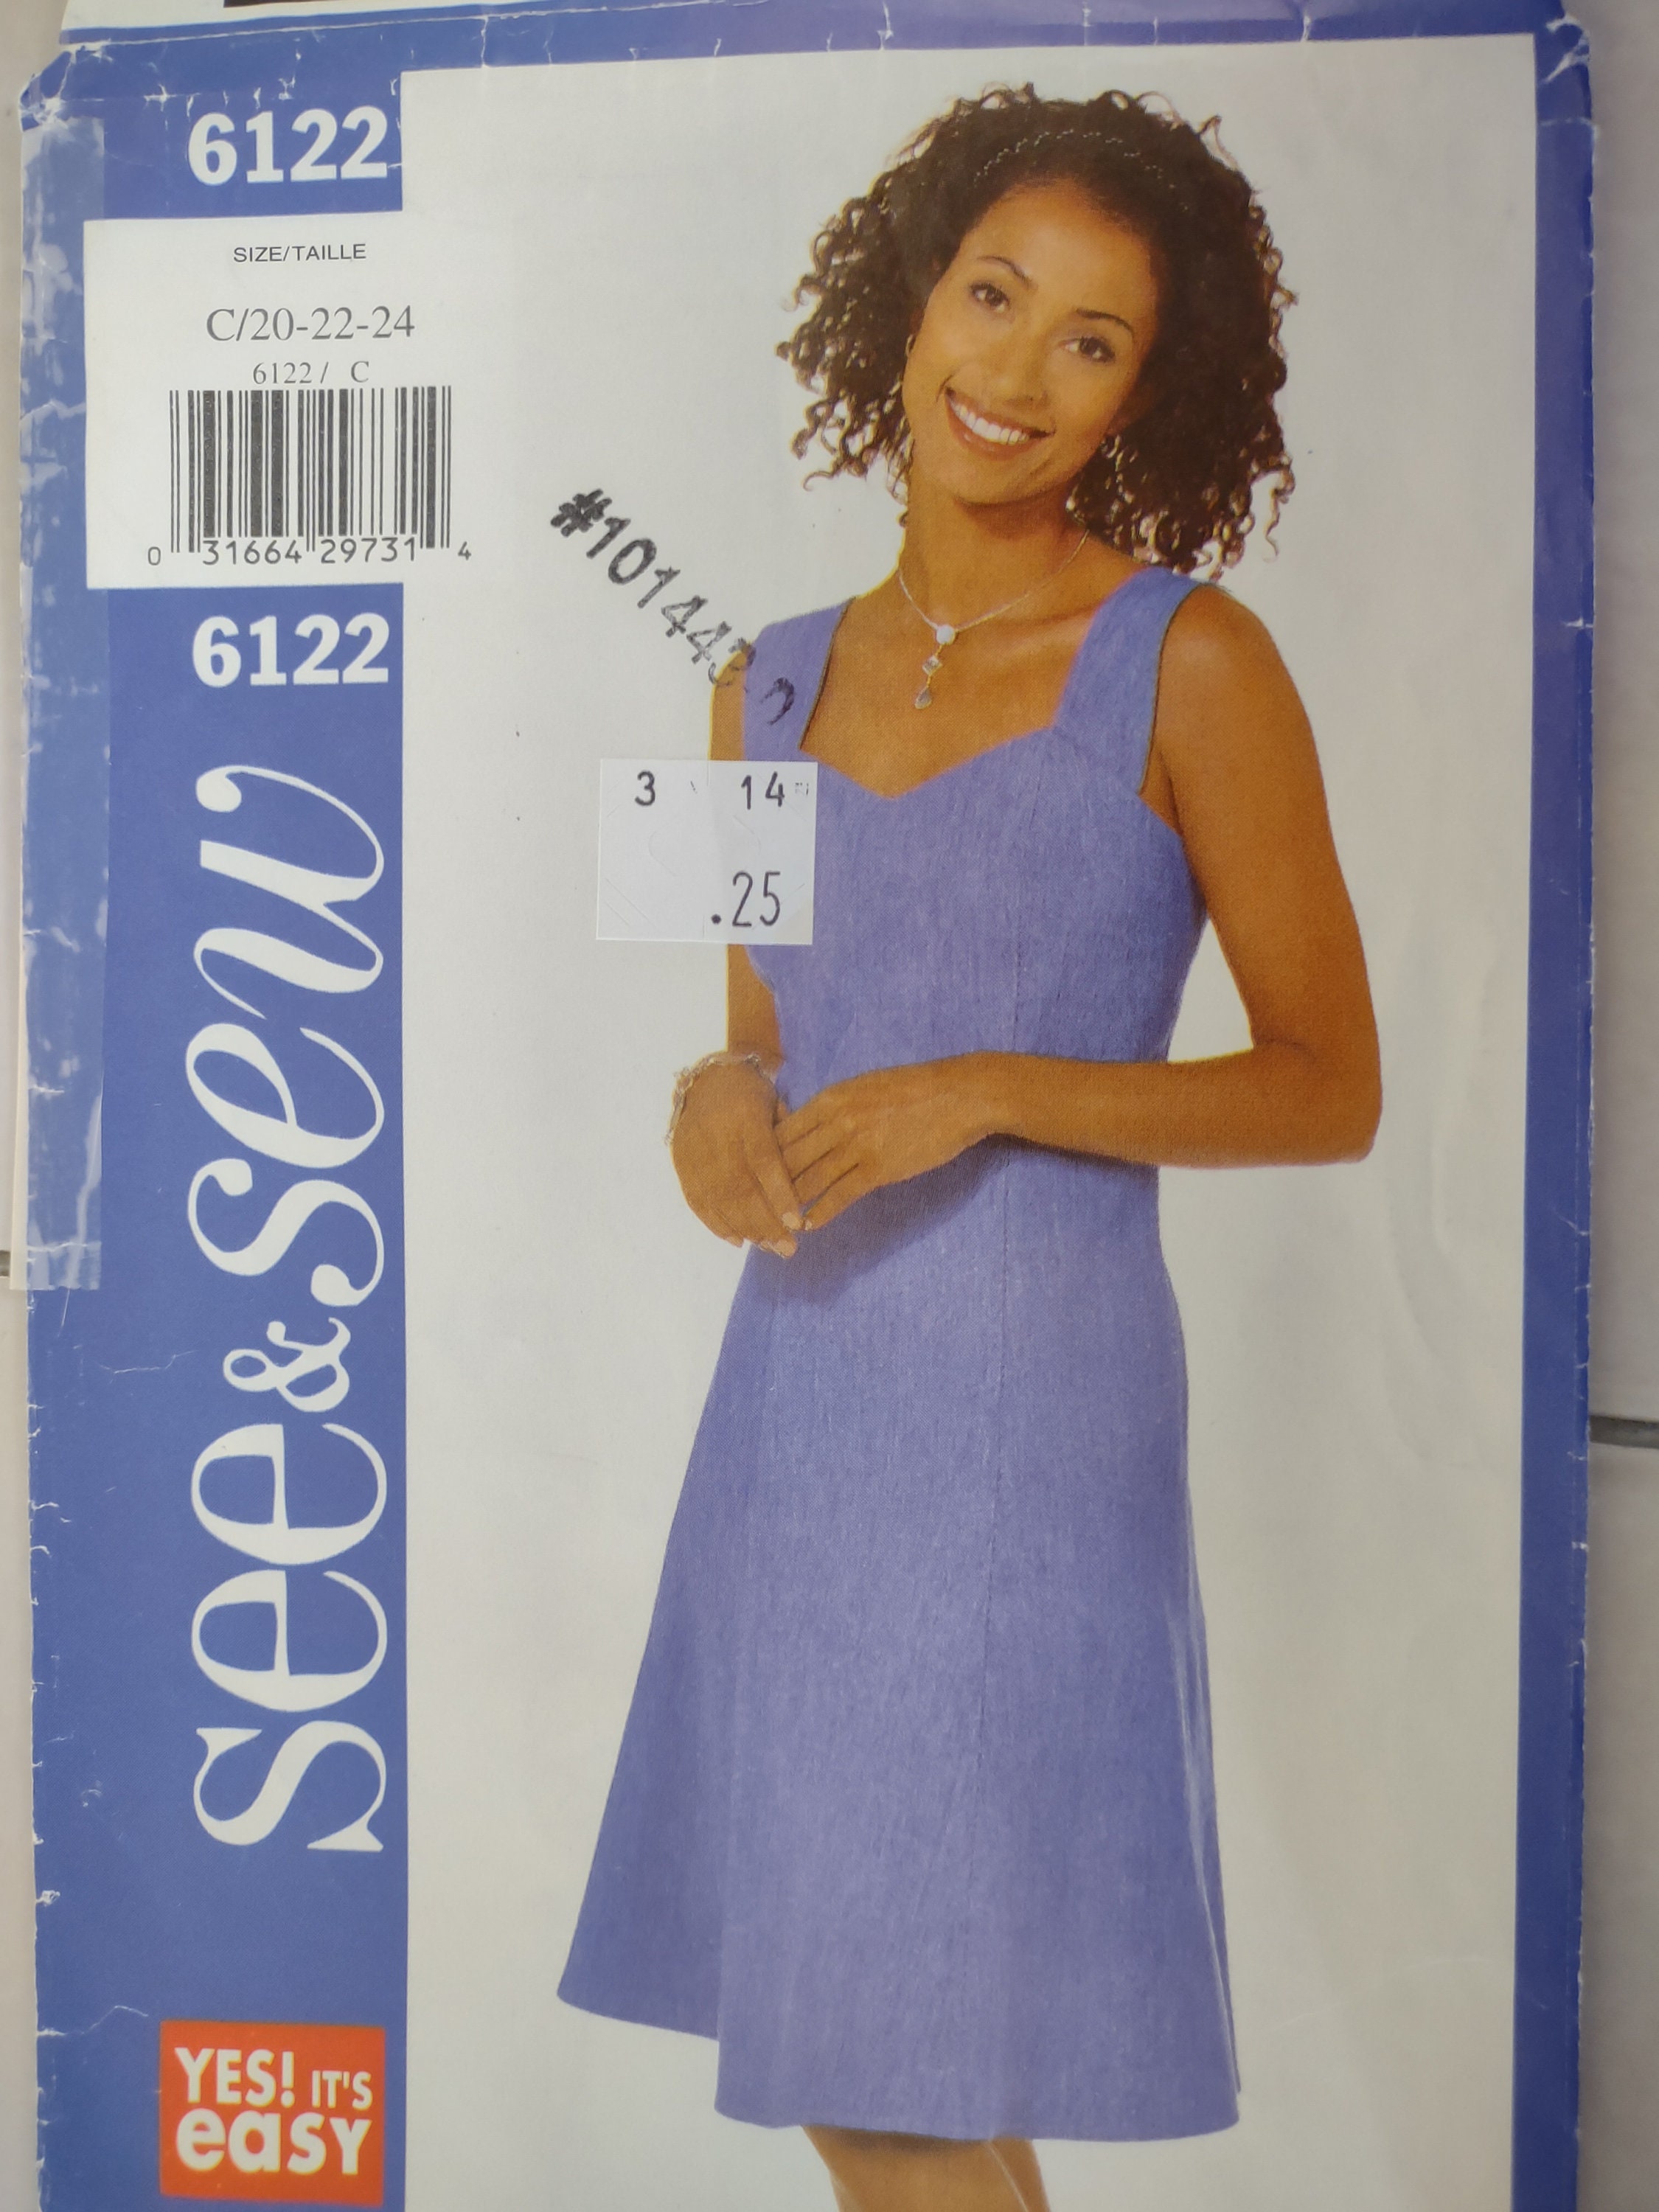 6122
SIZE/TAILLE
C/20-22-24
6122 / C
0 31664 29731 4
6122
see&sew
3 14
.25
YES! IT'S
easy